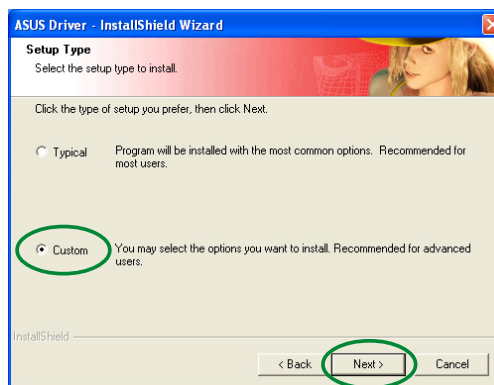 ASUS Driver - InstallShield Wizard
Setup Type
Select the setup type to install.
Click the type of setup you prefer, then click Next.
Typical
Program will be installed with the most common options. Recommended for
most users.
Custom
You may select the options you want to install. Recommended for advanced
users.
InstallShield
< Back
Next >
Cancel